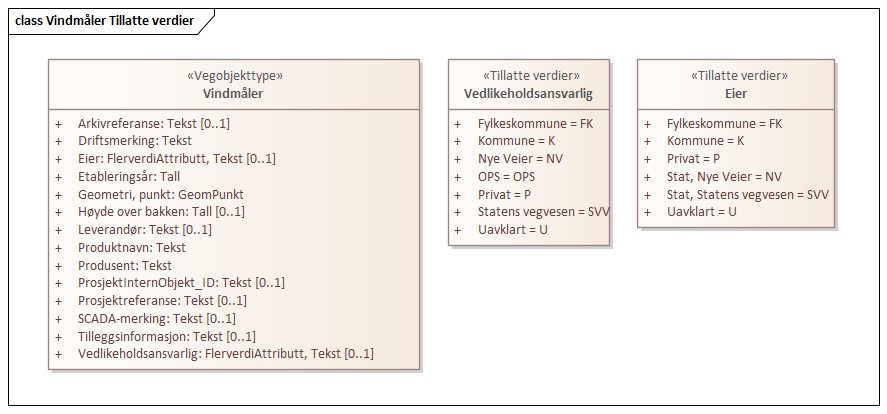 class Vindmåler Tillatte verdier
«Vegobjekttype»
Vindmåler
+ Arkivreferanse: Tekst [0..1]
+ Driftsmerking: Tekst
+ Eier: FlerverdiAttributt, Tekst [0..1]
+ Etableringsår: Tall
+ Geometri, punkt: GeomPunkt
+ Høyde over bakken: Tall [0..1]
+ Leverandør: Tekst [0..1]
+ Produktnavn: Tekst
+ Produsent: Tekst
+ ProsjektInternObjekt_ID: Tekst [0..1]
+ Prosjektreferanse: Tekst [0..1]
+ SCADA-merking: Tekst [0..1]
+ Tilleggsinformasjon: Tekst [0..1]
+ Vedlikeholdsansvarlig: FlerverdiAttributt, Tekst [0..1]
«Tillatte verdier»
Vedlikeholdsansvarlig
+ Fylkeskommune = FK
+ Kommune = K
+ Nye Veier = NV
+ OPS = OPS
+ Privat = P
+ Statens vegvesen = SVV
+ Uavklart = U
«Tillatte verdier»
Eier
+ Fylkeskommune = FK
+ Kommune = K
+ Privat = P
+ Stat, Nye Veier = NV
+ Stat, Statens vegvesen = SVV
+ Uavklart = U